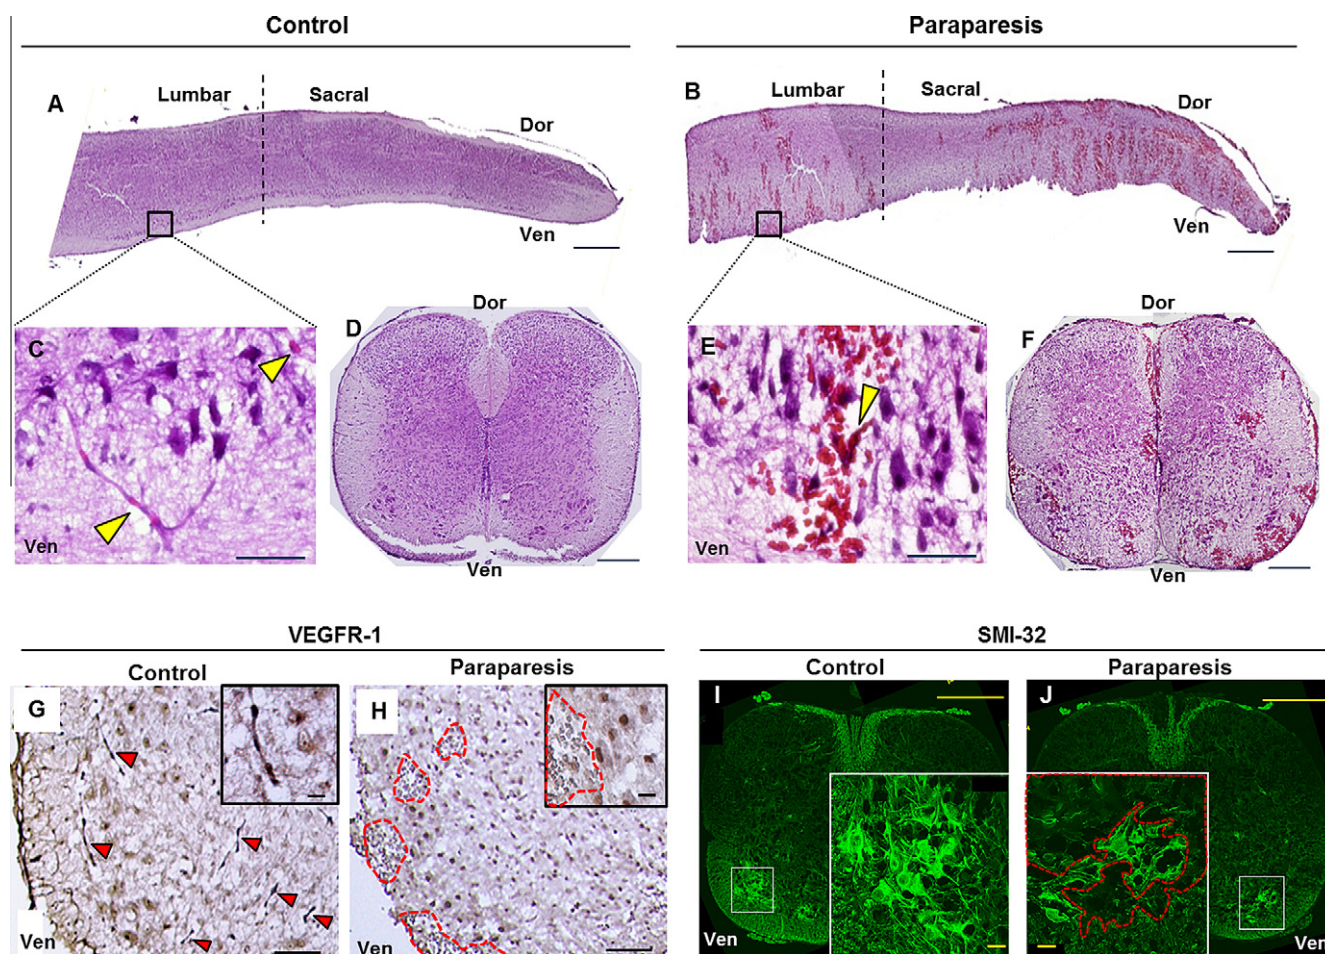 Control
Paraparesis
A
Lumbar
Sacral
Dor
Ven
B
Lumbar
Sacral
Dor
Ven
C
Ven
D
Dor
Ven
E
Ven
F
Dor
Ven
VEGFR-1
SMI-32
Control
Paraparesis
Control
Paraparesis
G
Ven
H
Ven
I
Ven
J
Ven